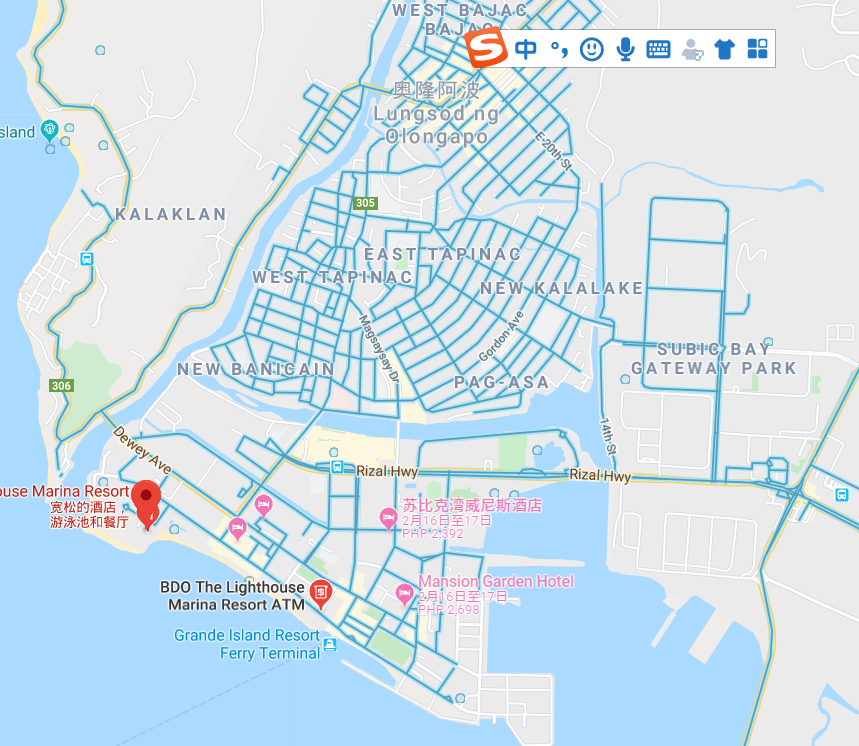 WEST BAJAC
BAJAC
中
奥隆阿波
Lungsod ng
Olongapo
E 20th St
sland
305
KALAKLAN
EAST TAPINAC
WEST TAPINAC
NEW KALALAKE
Magsaysay Dr
Gordon Ave
SUBIC BAY
GATEWAY PARK
NEW BANICAIN
PAG-ASA
306
14th St
Dewey Ave
Rizal Hwy
Rizal Hwy
ouse Marina Resort
宽松的酒店，
游泳池和餐厅
苏比克湾威尼斯酒店
2月16日至17日
PHP 2,392
Mansion Garden Hotel
2月16日至17日
PHP 2,698
BDO The Lighthouse
Marina Resort ATM
Grande Island Resort
Ferry Terminal